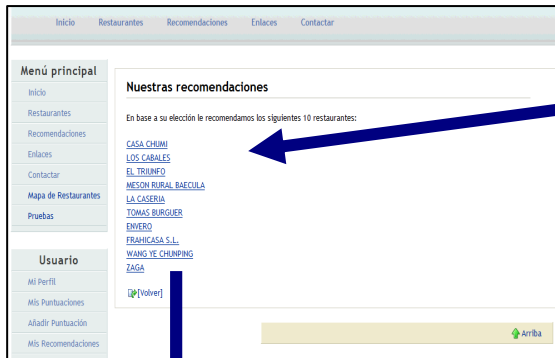 Inicio Restaurantes Recomendaciones Enlaces Contactar
Menú principal
Inicio
Restaurantes
Recomendaciones
Enlaces
Contactar
Mapa de Restaurantes
Pruebas
Usuario
Mi Perfil
Mis Puntuaciones
Añadir Puntuación
Mis Recomendaciones
Nuestras recomendaciones
En base a su elección le recomendamos los siguientes 10 restaurantes:
CASA CHUMI
LOS CABALES
EL TRIUNFO
MESON RURAL BAECULA
LA CASERIA
TOMAS BURGUER
ENVERO
FRAHICASA S.L.
WANG YE CHUNPING
ZAGA
[Volver]
Arriba